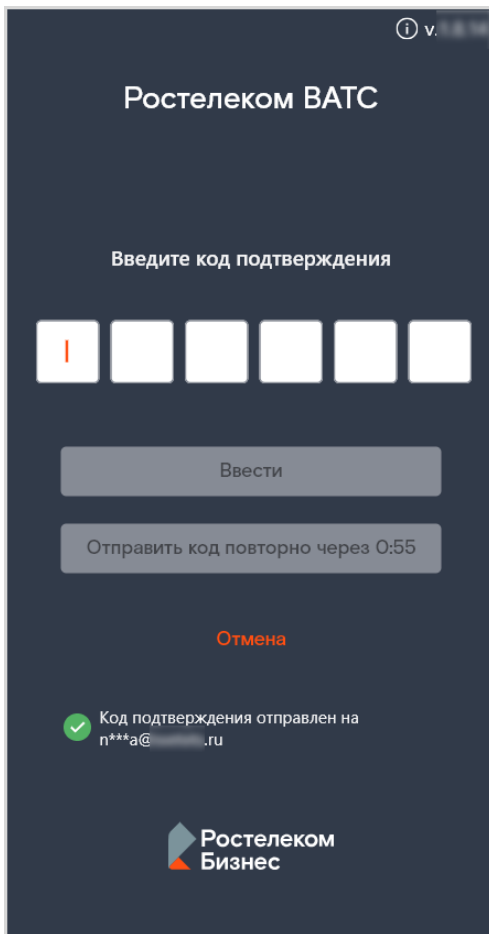 v.
Ростелеком ВАТС
Введите код подтверждения
Ввести
Отправить код повторно через 0:55
Отмена
Код подтверждения отправлен на
n***a@ .ru
Ростелеком
Бизнес